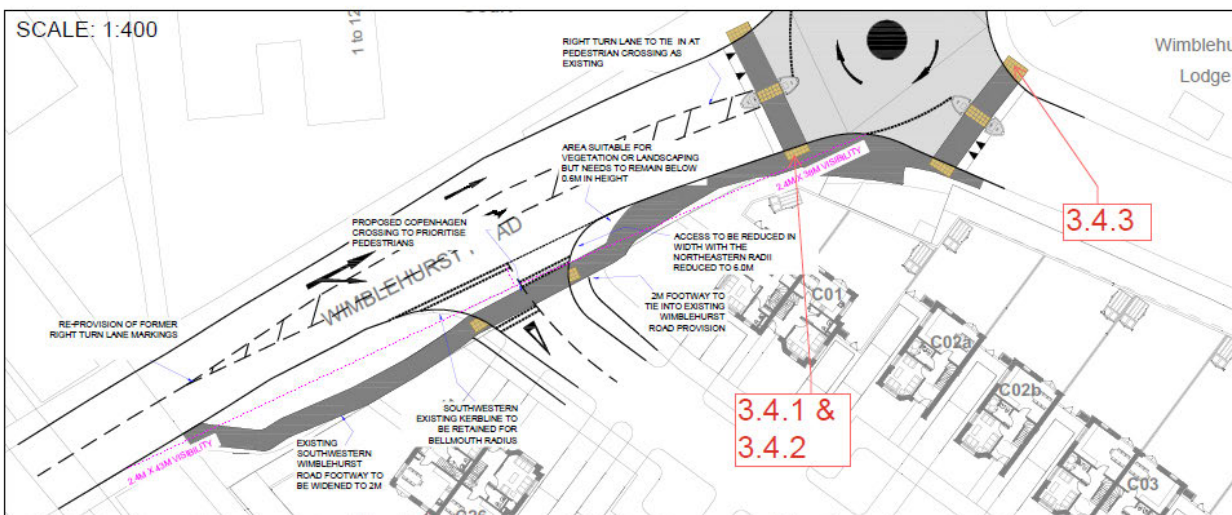 SCALE: 1:400
1 to 12
RIGHT TURN LANE TO TIE IN AT
PEDESTRIAN CROSSING AS
EXISTING
Wimblehu
Lodge
AREA SUITABLE FOR
VEGETATION OR LANDSCAPING
BUT NEEDS TO REMAIN BELOW
0.6M IN HEIGHT
2.4M X 38M VISIBILITY
3.4.3
PROPOSED COPENHAGEN
CROSSING TO PRIORITISE
PEDESTRIANS
ACCESS TO BE REDUCED IN
WIDTH WITH THE
NORTHEASTERN RADII
REDUCED TO 6.0M
WIMBLEHURST
AD
2M FOOTWAY TO
TIE INTO EXISTING
WIMBLEHURST
ROAD PROVISION
C01
RE-PROVISION OF FORMER
RIGHT TURN LANE MARKINGS
C02a
C02b
3.4.1 &
3.4.2
SOUTHWESTERN
EXISTING KERBLINE TO
BE RETAINED FOR
BELLMOUTH RADIUS
2.4M X 43M VISIBILITY
EXISTING
SOUTHWESTERN
WIMBLEHURST
ROAD FOOTWAY TO
BE WIDENED TO 2M
C03